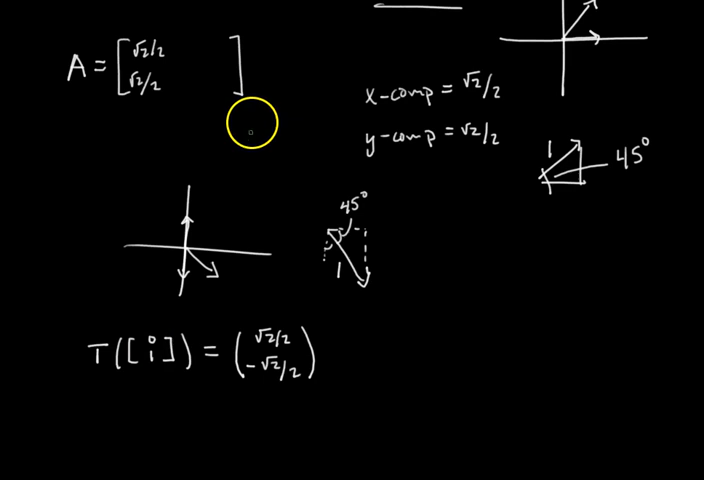 A = [√2/2
√2/2]
x-comp = √2/2
y-comp = √2/2
1
45°
45°
1
T([0
1]) = (√2/2
-√2/2)